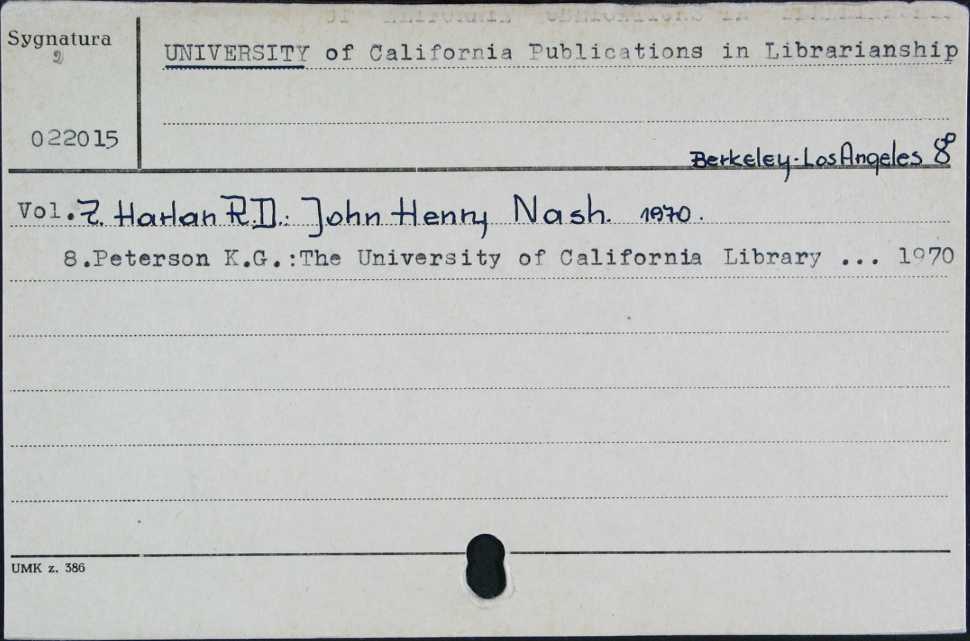 Sygnatura
UNIVERSITY of California Publications in Librarianship
022015
Berkeley-Los Angeles 8°
Vol.7. Harlan R.D.: John Henry Nash. 1970.
8.Peterson K.G.:The University of California Library ... 1970
UMK z. 386